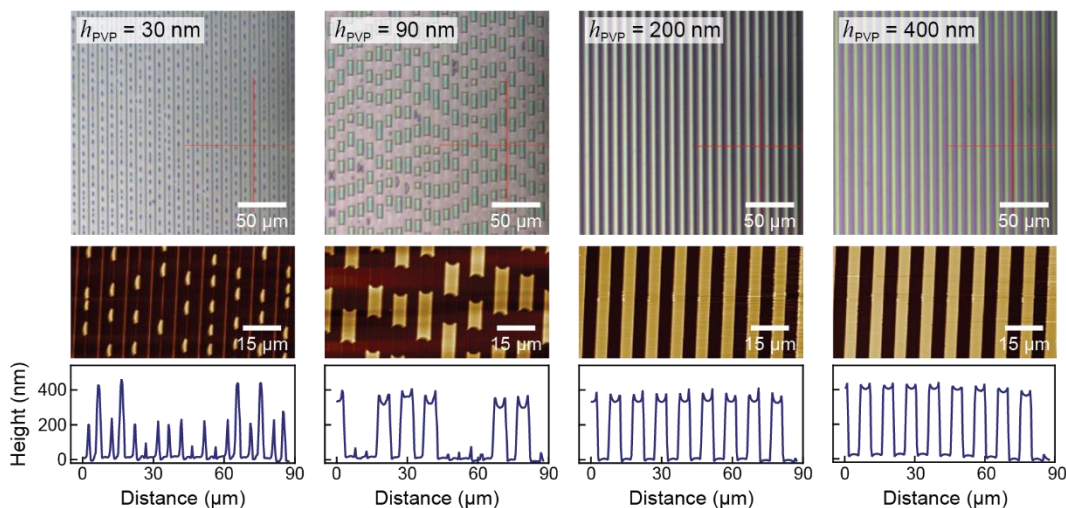 hPVP = 30 nm
hPVP = 90 nm
hPVP = 200 nm
hPVP = 400 nm
50 µm
50 µm
50 µm
50 µm
15 µm
15 µm
15 µm
15 µm
Height (nm)
400
200
0
0 30 60 90
0 30 60 90
0 30 60 90
0 30 60 90
Distance (µm)
Distance (µm)
Distance (µm)
Distance (µm)